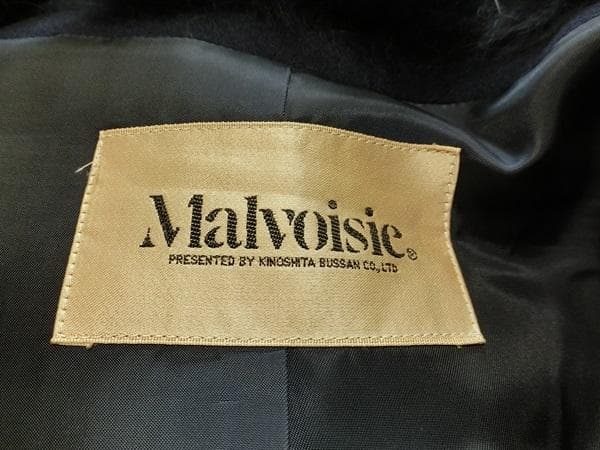 Malvoisie®
PRESENTED BY KINOSHITA BUSSAN CO,.LTD